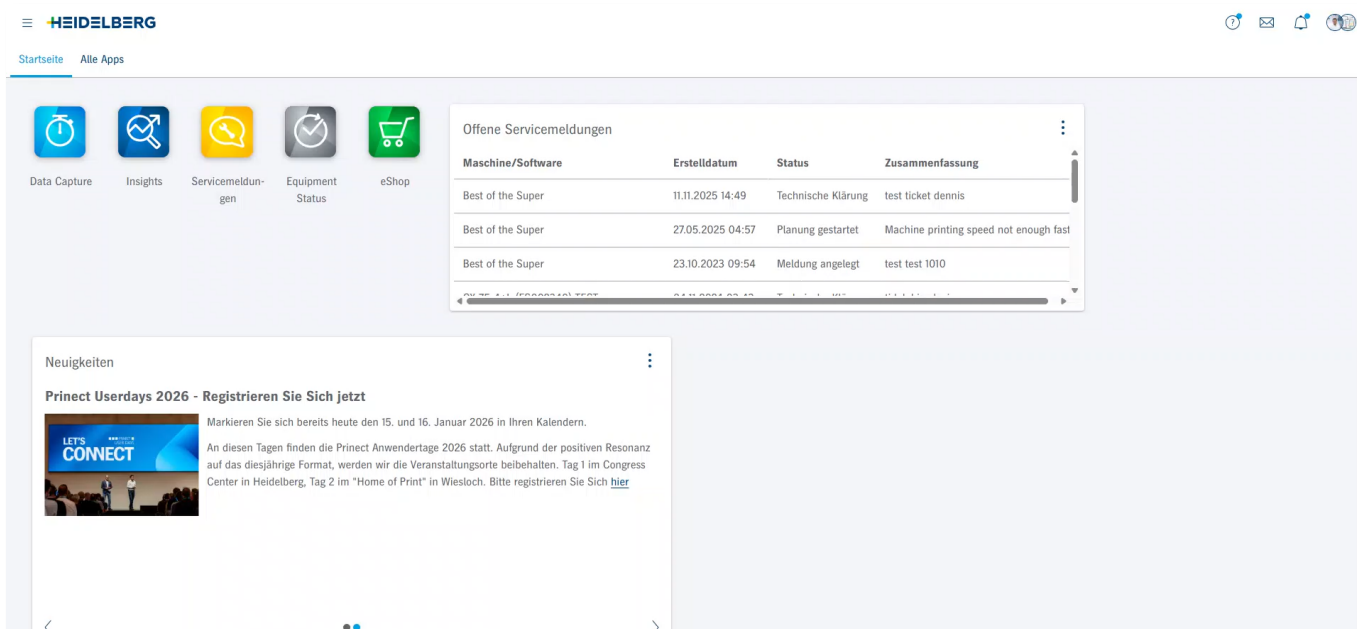 HEIDELBERG
Startseite Alle Apps
Data Capture
Insights
Servicemeldun-
gen
Equipment
Status
eShop
Offene Servicemeldungen
Maschine/Software Erstelldatum Status Zusammenfassung
Best of the Super 11.11.2025 14:49 Technische Klärung test ticket dennis
Best of the Super 27.05.2025 04:57 Planung gestartet Machine printing speed not enough fast
Best of the Super 23.10.2023 09:54 Meldung angelegt test test 1010
Neuigkeiten
Prinect Userdays 2026 - Registrieren Sie Sich jetzt
LET'S
CONNECT
Markieren Sie sich bereits heute den 15. und 16. Januar 2026 in Ihren Kalendern.
An diesen Tagen finden die Prinect Anwendertage 2026 statt. Aufgrund der positiven Resonanz
auf das diesjährige Format, werden wir die Veranstaltungsorte beibehalten. Tag 1 im Congress
Center in Heidelberg, Tag 2 im "Home of Print" in Wiesloch. Bitte registrieren Sie Sich hier